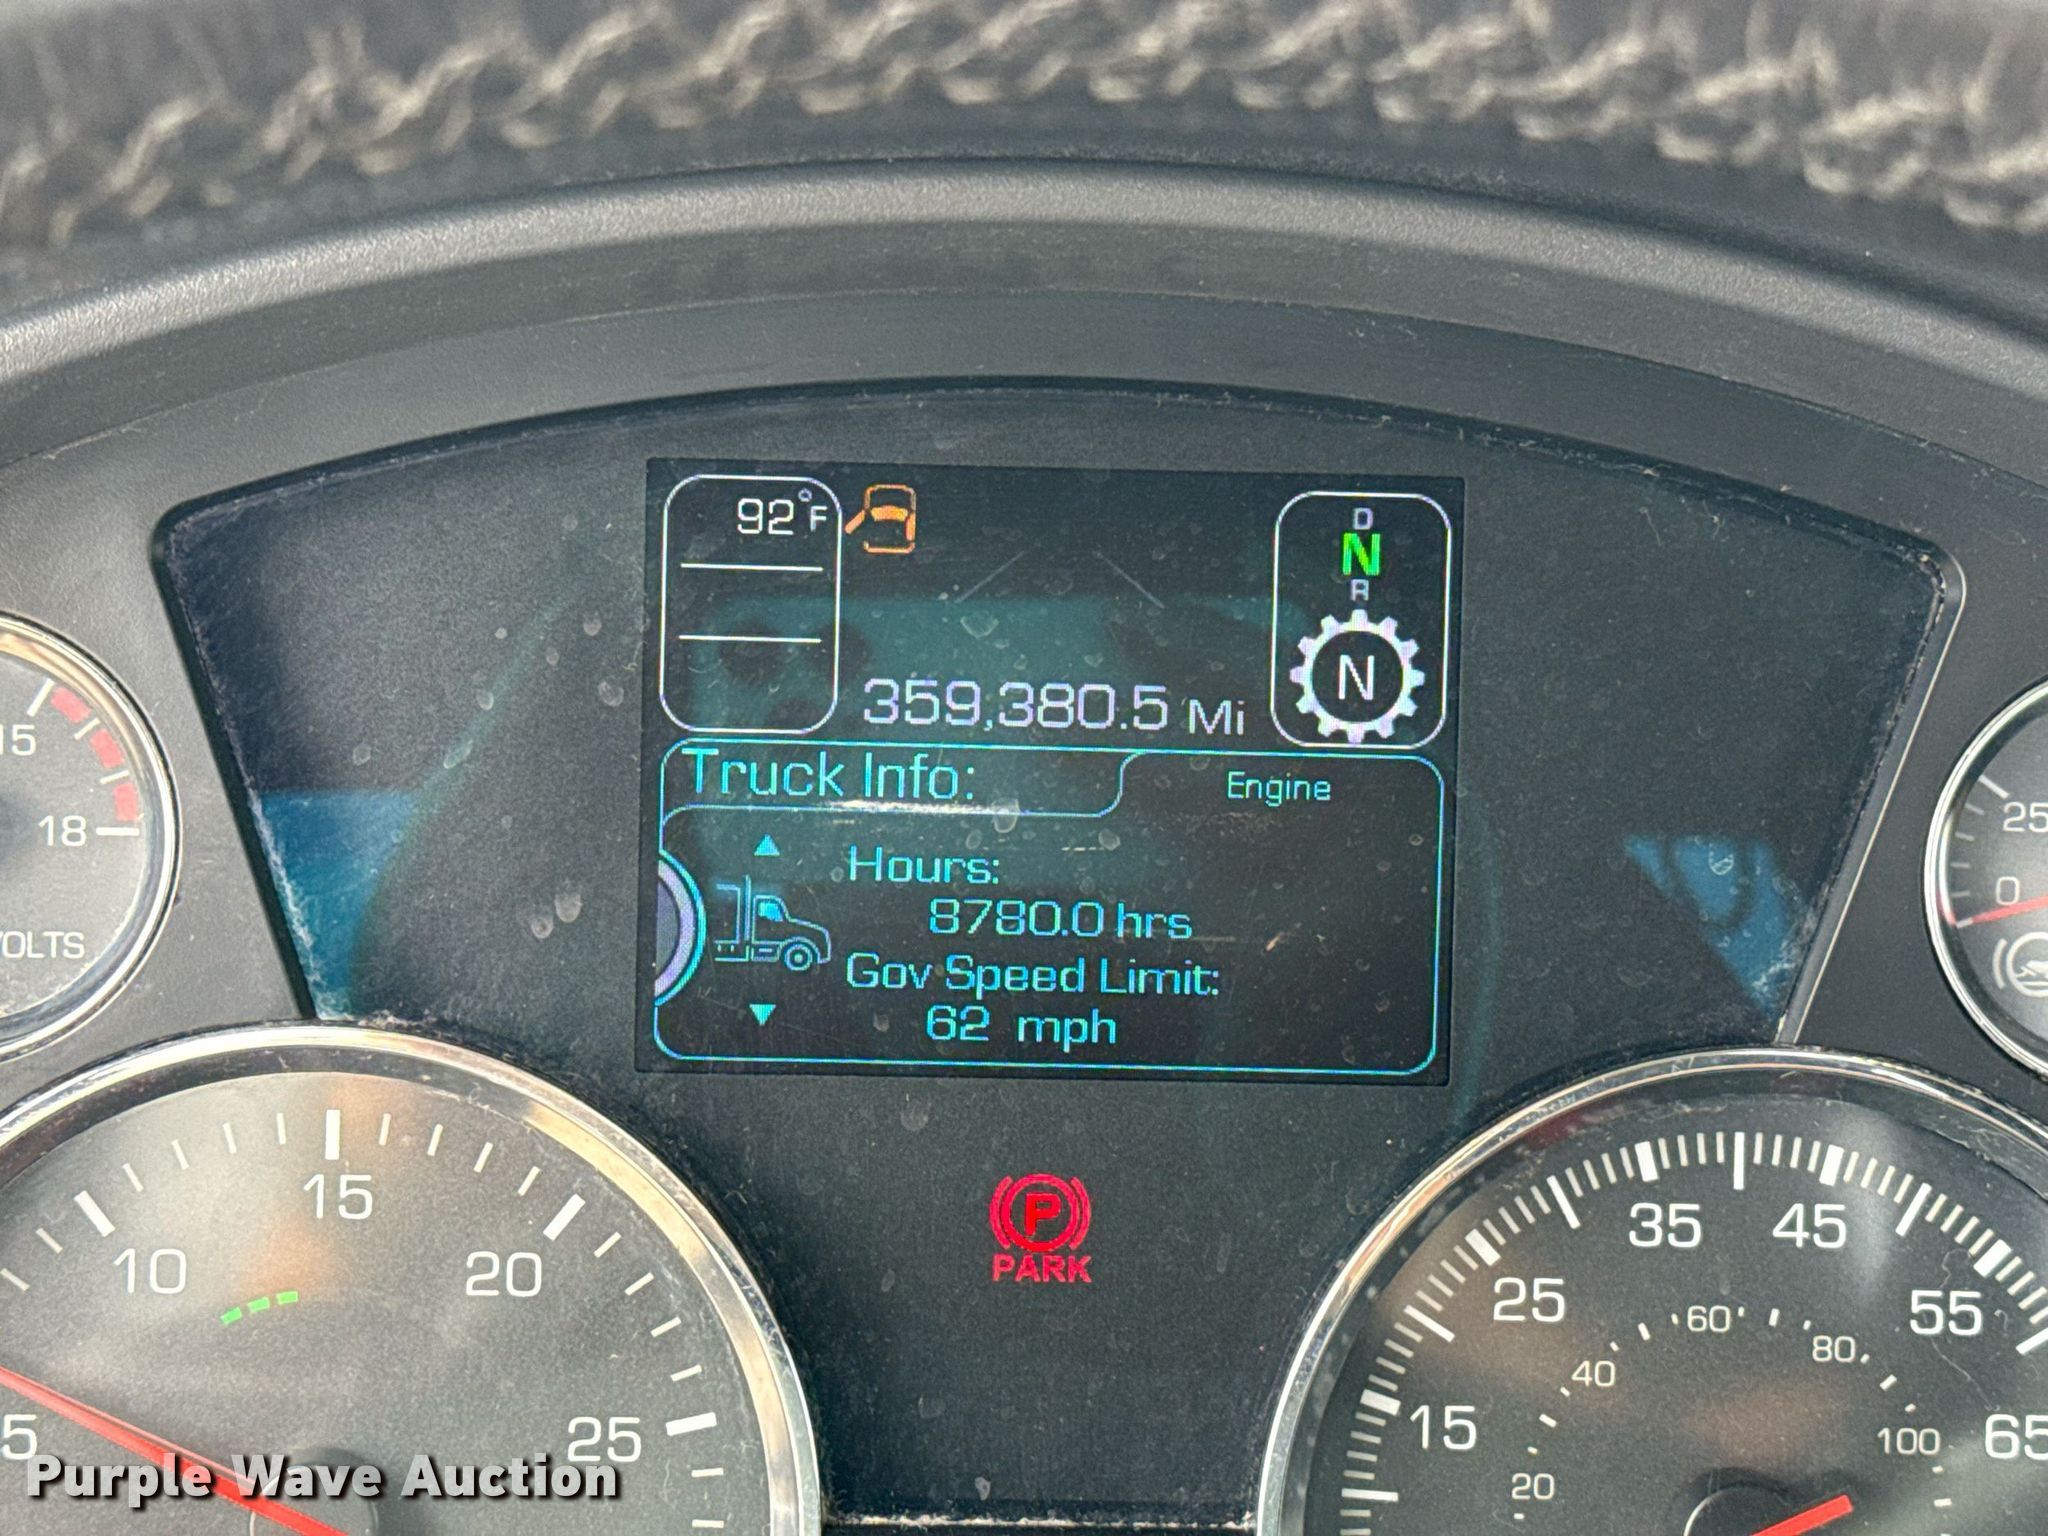 92°F
D
N
R
N
359,380.5 Mi
Truck Info:
Engine
Hours:
8780.0 hrs
Gov Speed Limit:
62 mph
15
18
VOLTS
25
0
PARK
P
5
10
15
20
25
15
25
35
45
55
65
20
40
60
80
100
Purple Wave Auction